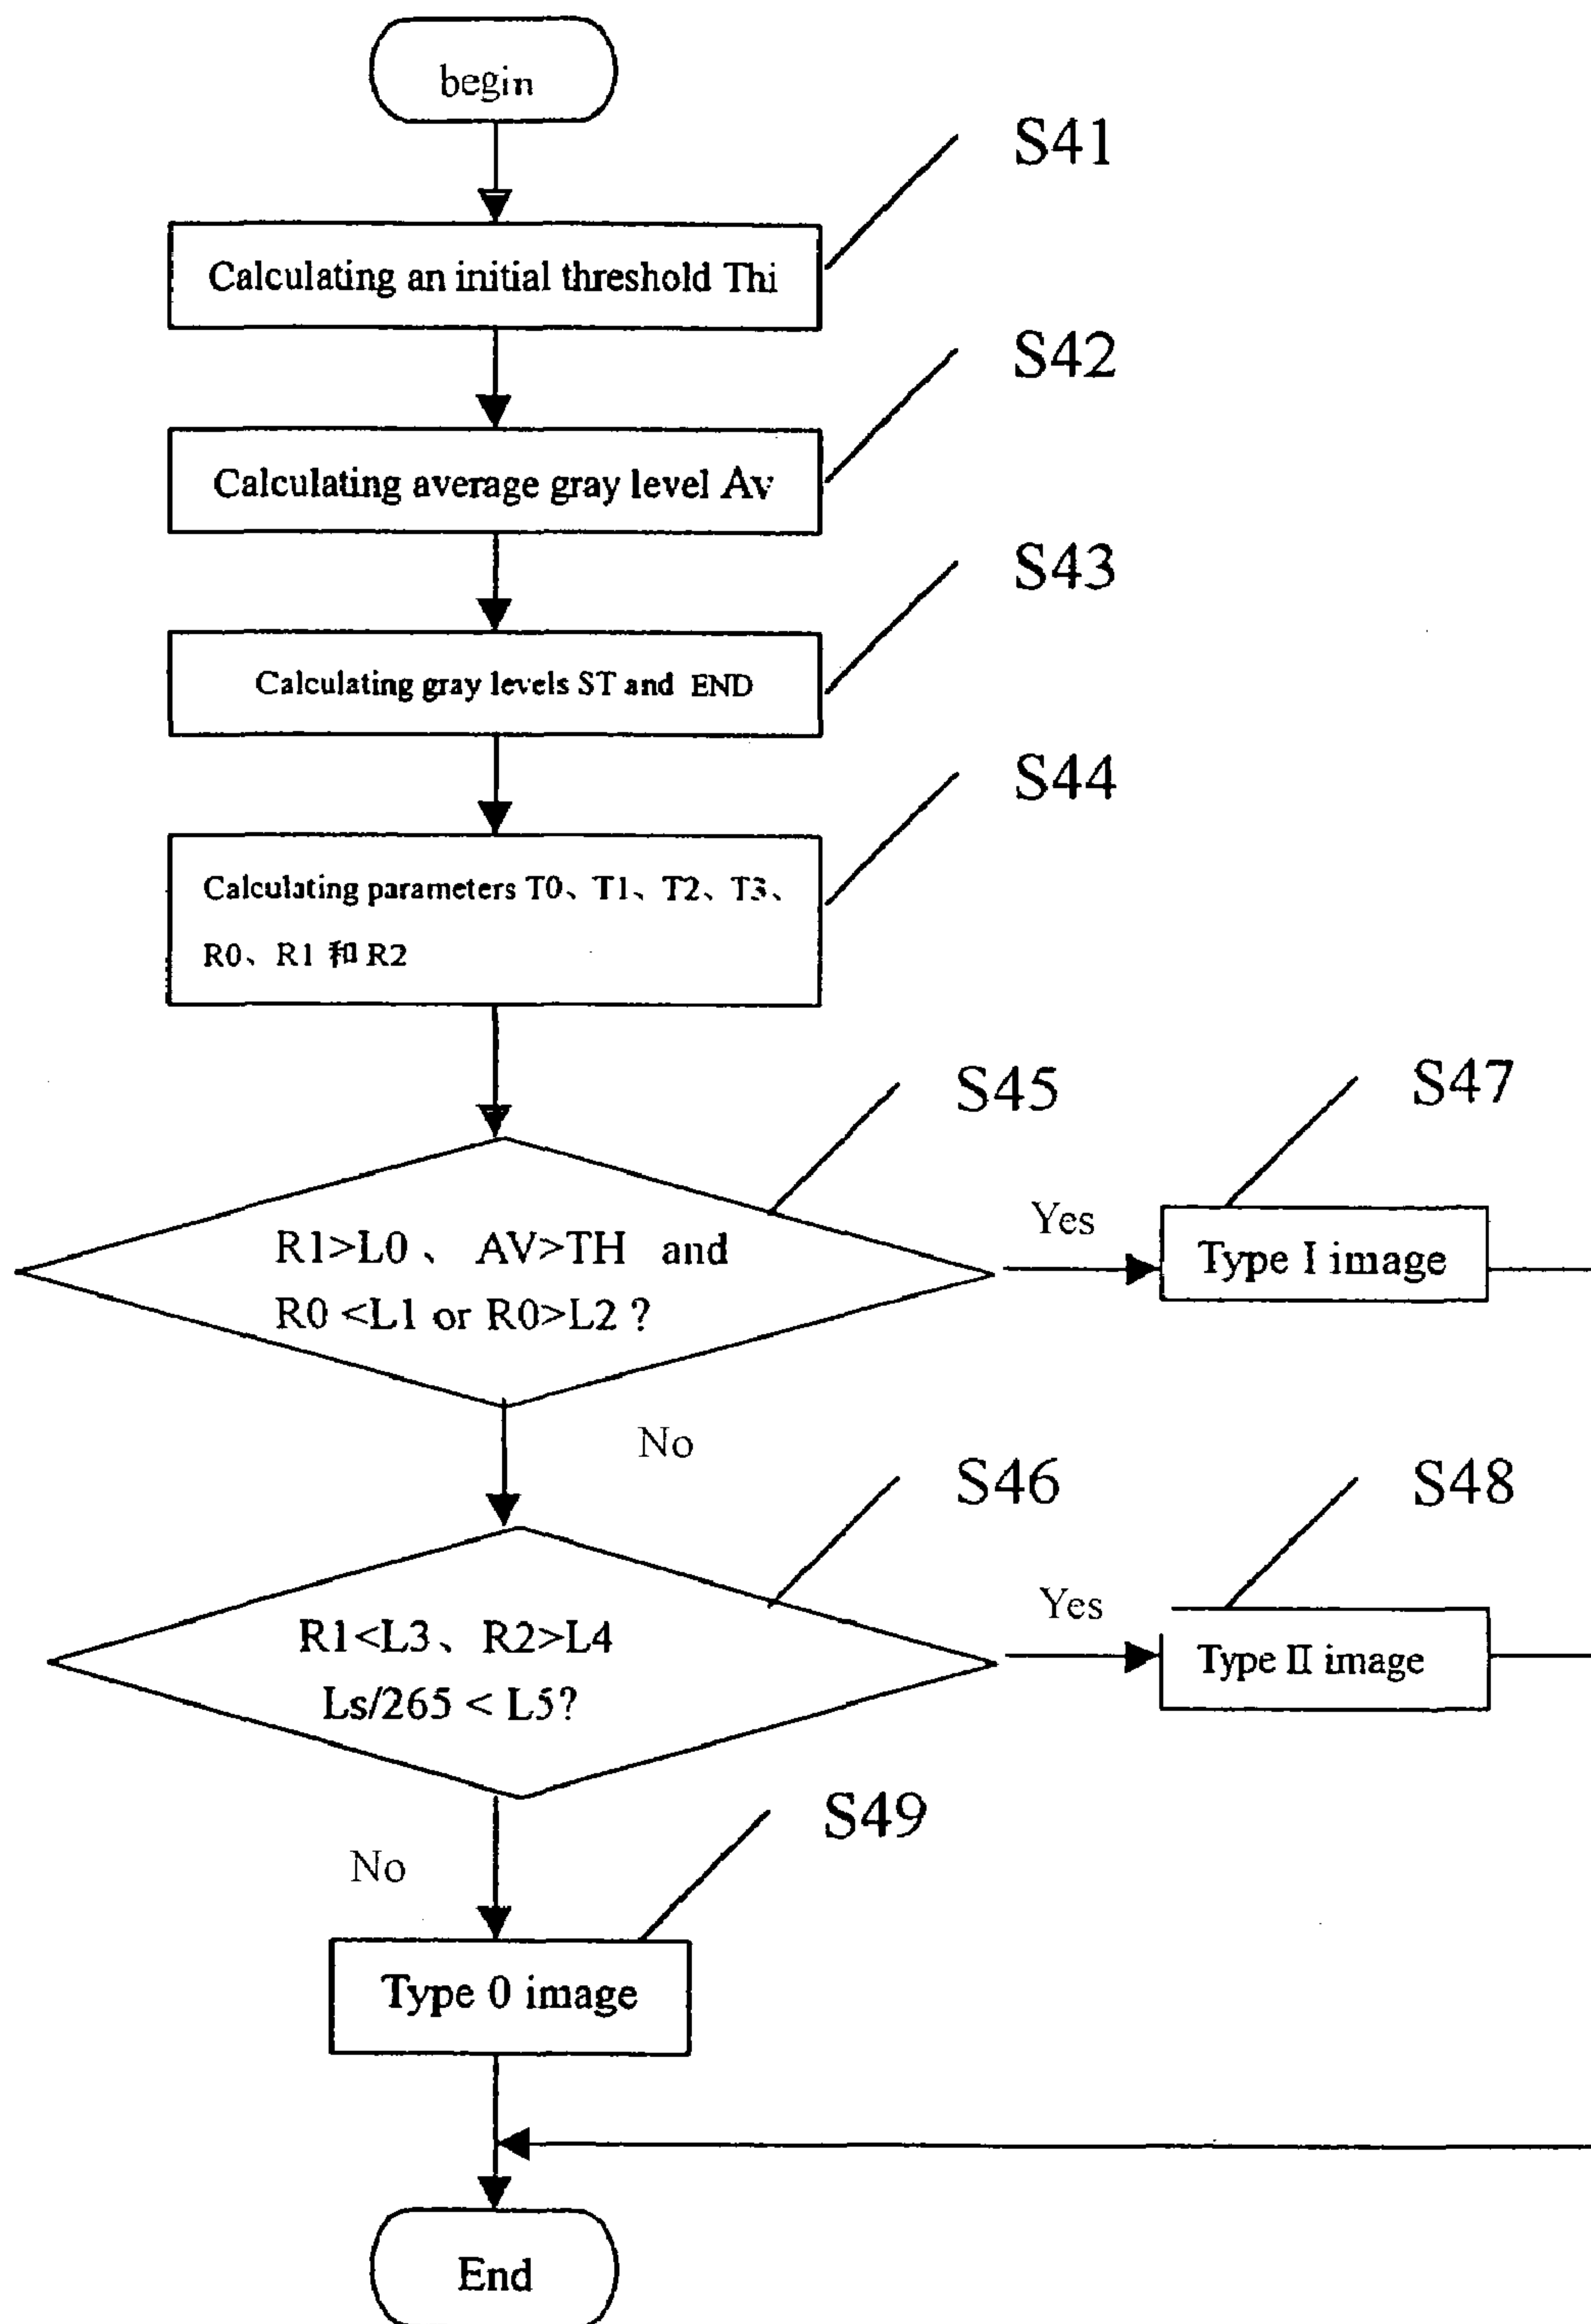 begin
S41
Calculating an initial threshold Thi
S42
Calculating average gray level Av
S43
Calculating gray levels ST and END
S44
Calculating parameters T0、T1、T2、T3、
R0、R1 和 R2
S45
S47
R1>L0 、 AV>TH and
R0 <L1 or R0>L2 ?
Yes
Type I image
No
S46
S48
R1<L3、R2>L4
Ls/265 < L5?
Yes
Type II image
S49
No
Type 0 image
End